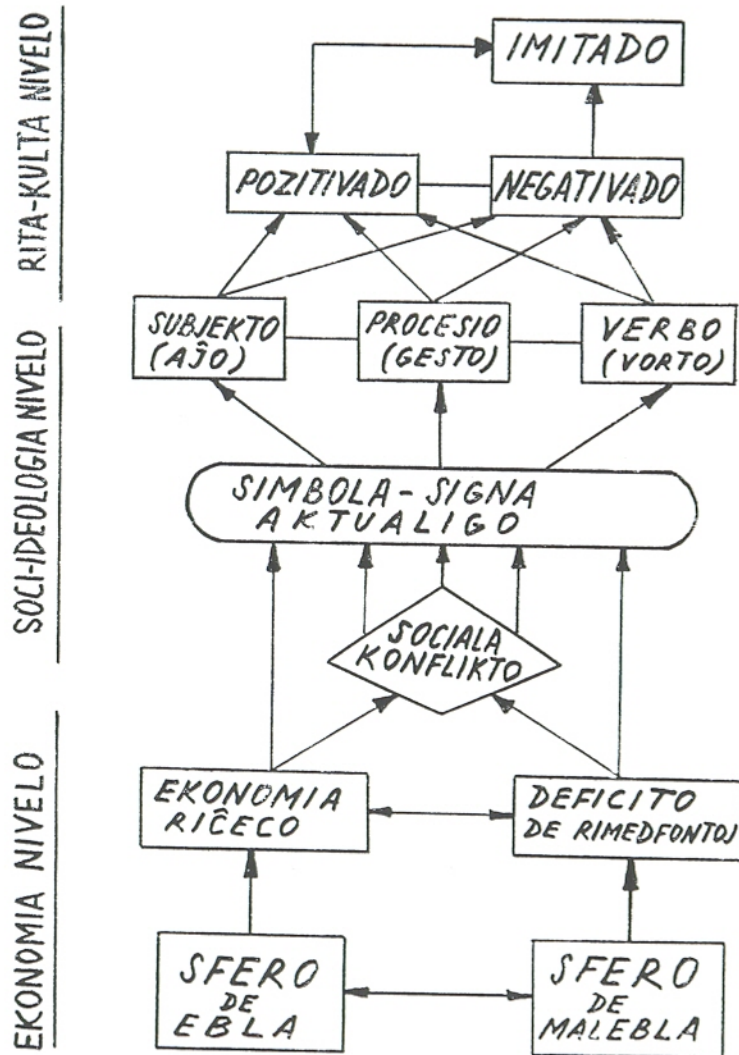 RITA-KULTA NIVELO
IMITADO
POZITIVADO
NEGATIVADO
SOCI-IDEOLOGIA NIVELO
SUBJEKTO
(AĴO)
PROCESIO
(GESTO)
VERBO
(VORTO)
SIMBOLA-SIGNA
AKTUALIGO
SOCIALA
KONFLIKTO
EKONOMIA NIVELO
EKONOMIA
RIĈECO
DEFICITO
DE RIMEDFONTOJ
SFERO
DE
EBLA
SFERO
DE
MALEBLA